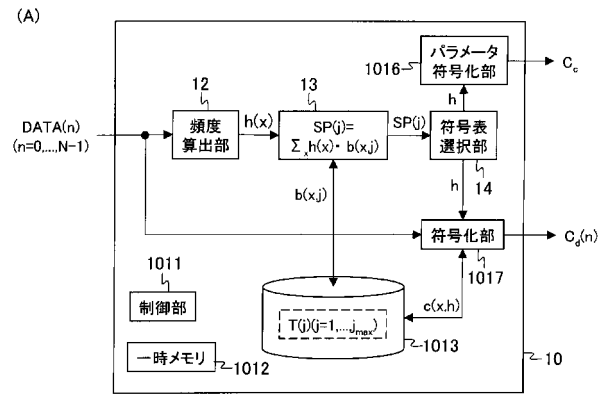 (A)
1016
パラメータ
符号化部
C_c
12
13
h
DATA(n)
(n=0,...,N-1)
頻度
算出部
h(x)
SP(j)=
Σ_x h(x)・b(x,j)
SP(j)
符号表
選択部
14
b(x,j)
h
符号化部
C_d(n)
1017
1011
制御部
c(x,h)
T(j)(j=1,...j_max)
1013
一時メモリ
1012
10